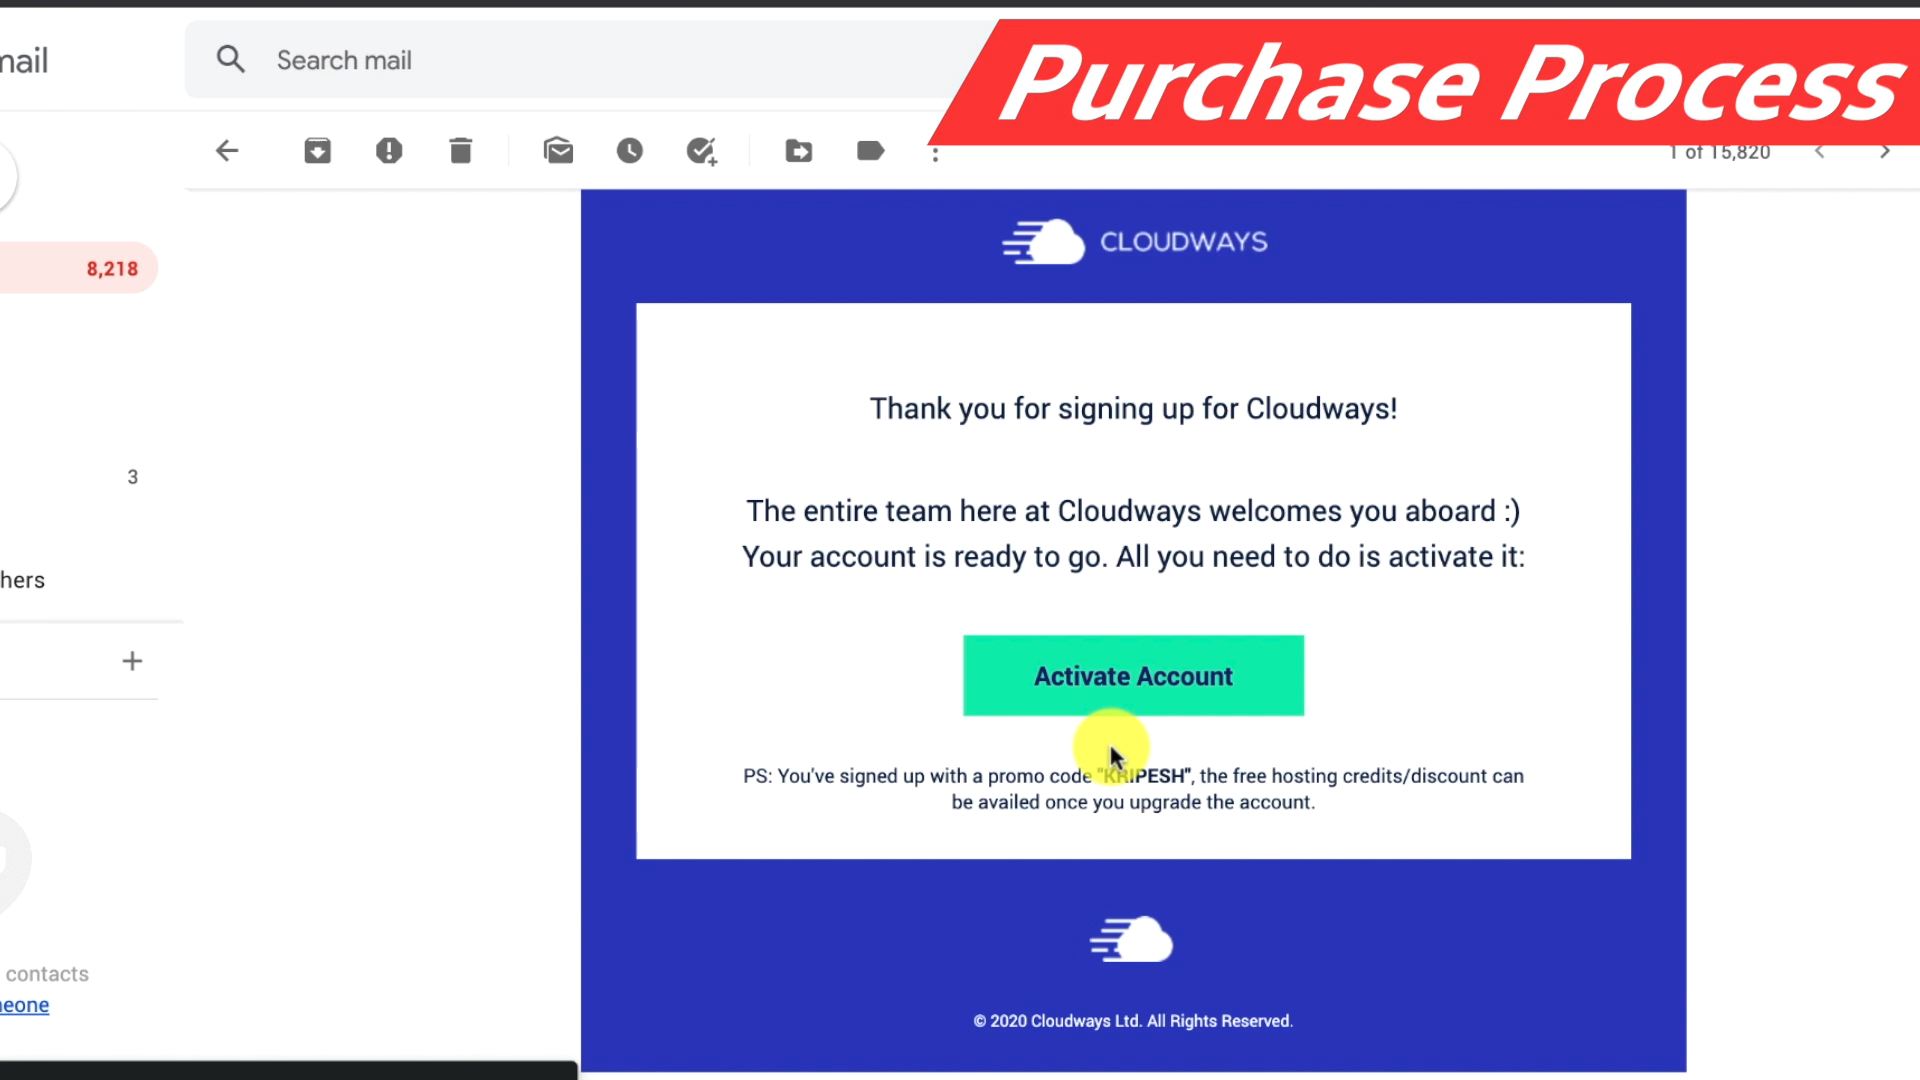 mail
Search mail
Purchase Process
1 of 15,820
8,218
CLOUDWAYS
Thank you for signing up for Cloudways!
3
The entire team here at Cloudways welcomes you aboard :)
Your account is ready to go. All you need to do is activate it:
hers
Activate Account
PS: You've signed up with a promo code "KRIPESH", the free hosting credits/discount can
be availed once you upgrade the account.
contacts
eone
© 2020 Cloudways Ltd. All Rights Reserved.